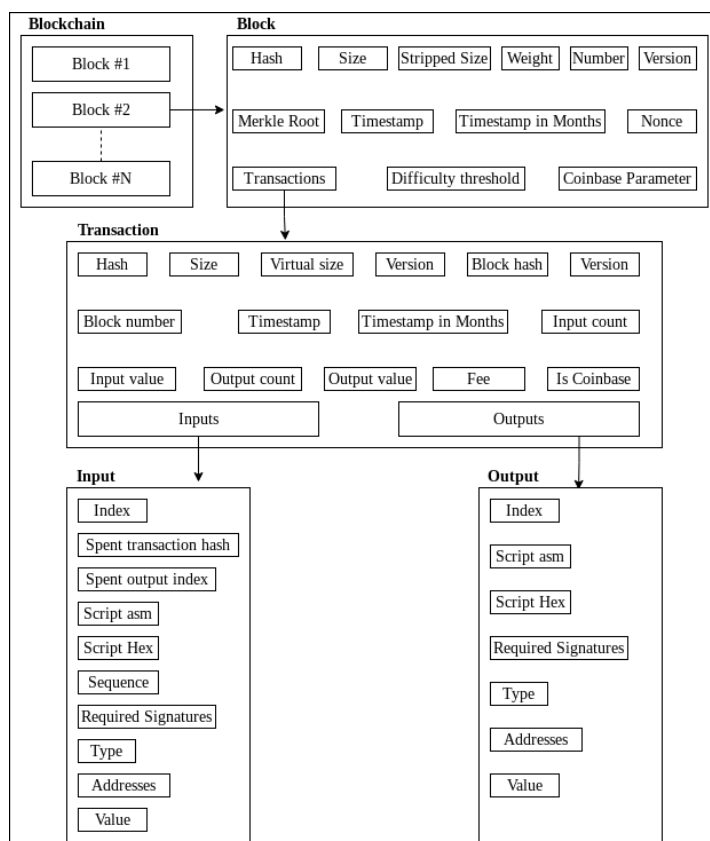 Blockchain
Block #1
Block #2
Block #N
Block
Hash Size Stripped Size Weight Number Version
Merkle Root Timestamp Timestamp in Months Nonce
Transactions Difficulty threshold Coinbase Parameter
Transaction
Hash Size Virtual size Version Block hash Version
Block number Timestamp Timestamp in Months Input count
Input value Output count Output value Fee Is Coinbase
Inputs Outputs
Input
Index
Spent transaction hash
Spent output index
Script asm
Script Hex
Sequence
Required Signatures
Type
Addresses
Value
Output
Index
Script asm
Script Hex
Required Signatures
Type
Addresses
Value